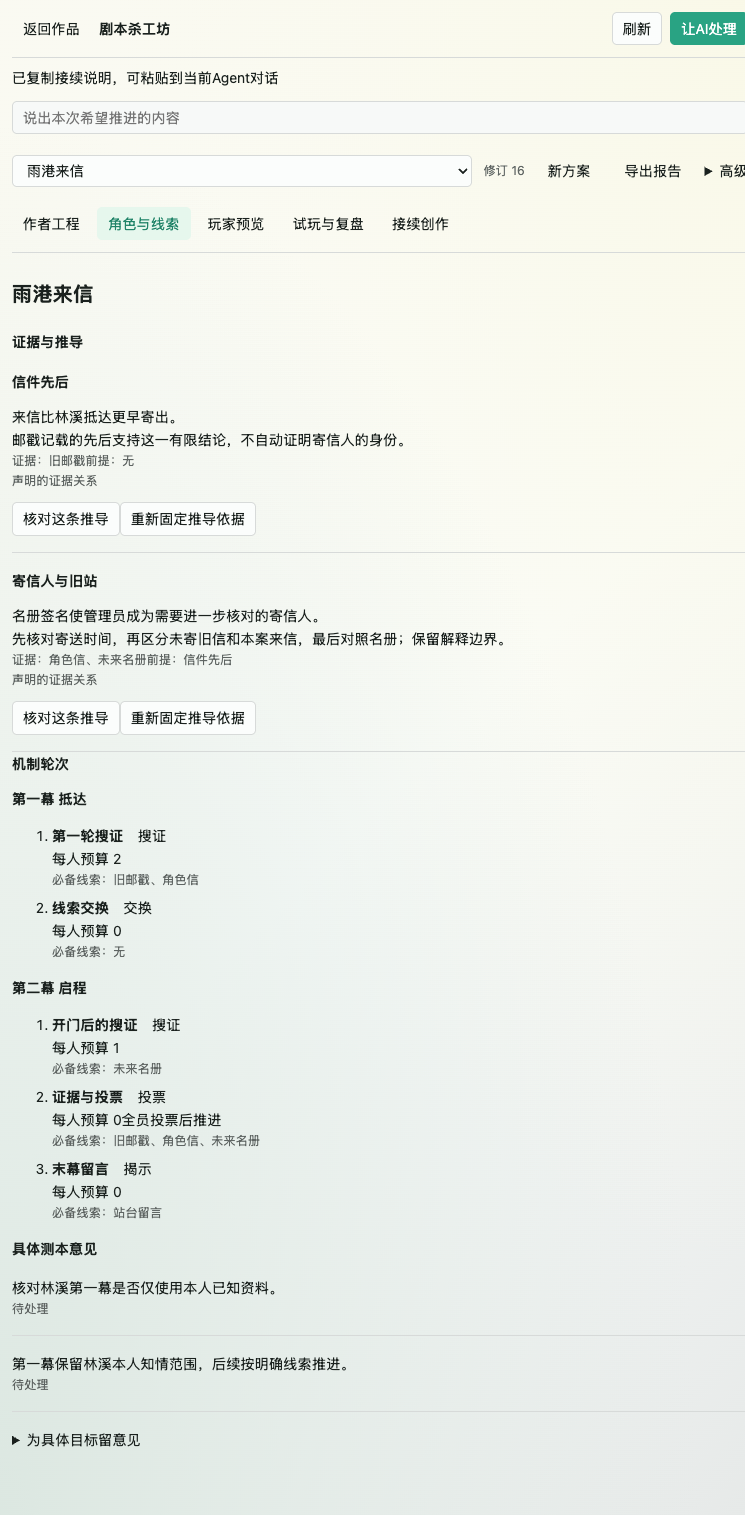 返回作品 剧本杀工坊 刷新 让AI处理
已复制接续说明，可粘贴到当前Agent对话
说出本次希望推进的内容
雨港来信 修订 16 新方案 导出报告 ▶ 高级
作者工程 角色与线索 玩家预览 试玩与复盘 接续创作
雨港来信
证据与推导
信件先后
来信比林溪抵达更早寄出。
邮戳记载的先后支持这一有限结论，不自动证明寄信人的身份。
证据：旧邮戳前提：无
声明的证据关系
核对这条推导 重新固定推导依据
寄信人与旧站
名册签名使管理员成为需要进一步核对的寄信人。
先核对寄送时间，再区分未寄旧信和本案来信，最后对照名册；保留解释边界。
证据：角色信、未来名册前提：信件先后
声明的证据关系
核对这条推导 重新固定推导依据
机制轮次
第一幕 抵达
1. 第一轮搜证 搜证
每人预算 2
必备线索：旧邮戳、角色信
2. 线索交换 交换
每人预算 0
必备线索：无
第二幕 启程
1. 开门后的搜证 搜证
每人预算 1
必备线索：未来名册
2. 证据与投票 投票
每人预算 0全员投票后推进
必备线索：旧邮戳、角色信、未来名册
3. 末幕留言 揭示
每人预算 0
必备线索：站台留言
具体测本意见
核对林溪第一幕是否仅使用本人已知资料。
待处理
第一幕保留林溪本人知情范围，后续按明确线索推进。
待处理
▶ 为具体目标留意见